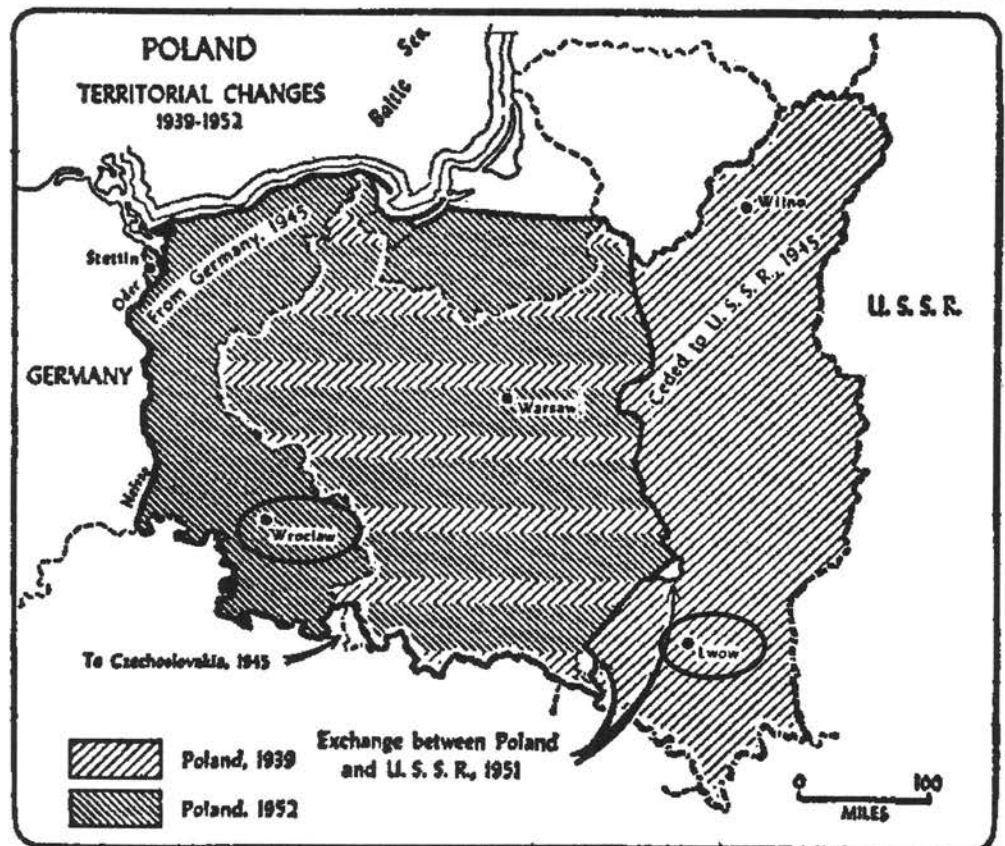 POLAND
TERRITORIAL CHANGES
1939-1952
Baltic Sea
Wilno
Stettin
Oder
From Germany, 1945
Ceded to U. S. S. R., 1945
U. S. S. R.
GERMANY
Warsaw
Neisse
Wroclaw
Lwow
To Czechoslovakia, 1945
Exchange between Poland
and U. S. S. R., 1951
Poland, 1939
Poland, 1952
0 100
MILES